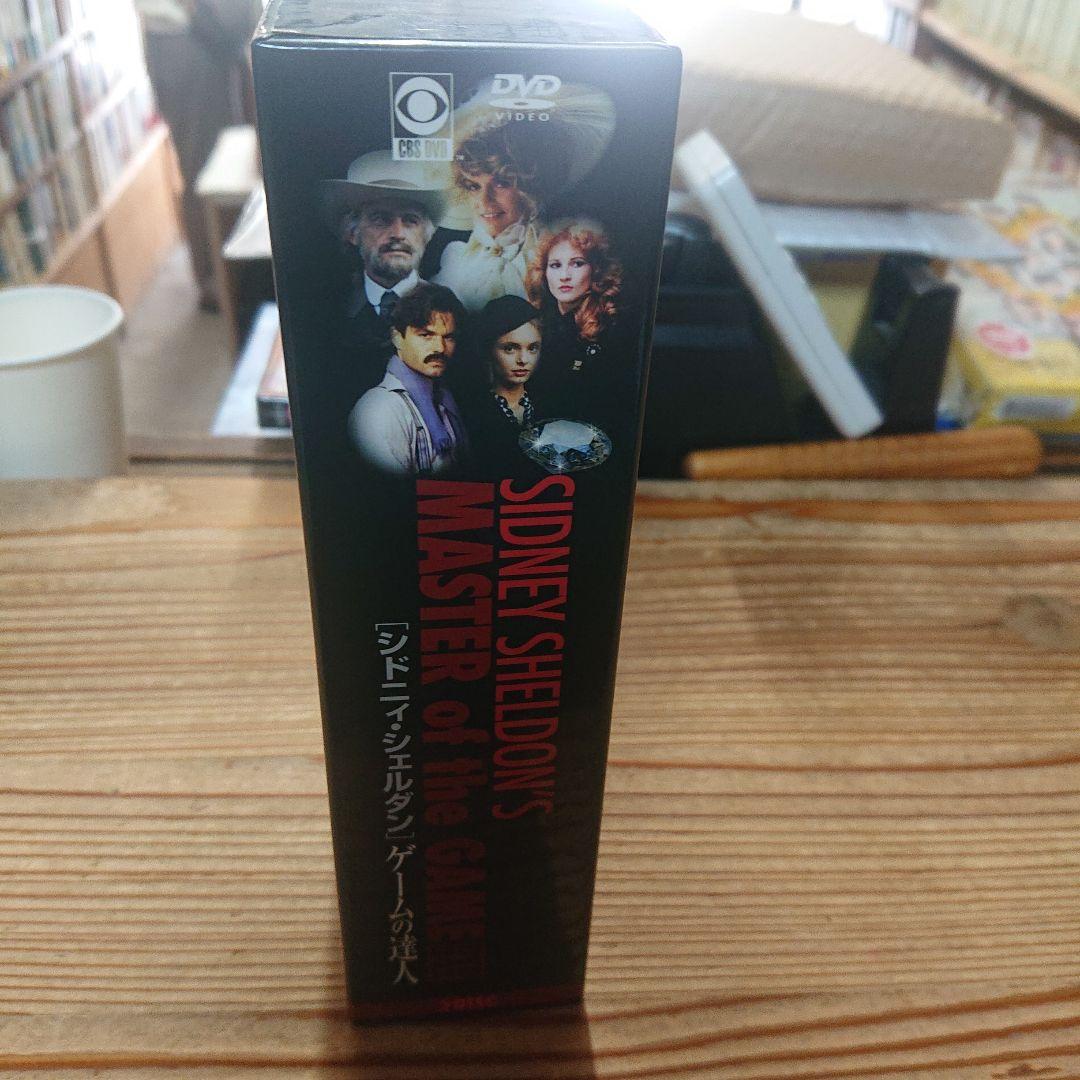 CBS DVD
DVD
VIDEO
SIDNEY SHELDON'S
MASTER of the GAME
[シドニィ・シェルダン]ゲームの達人